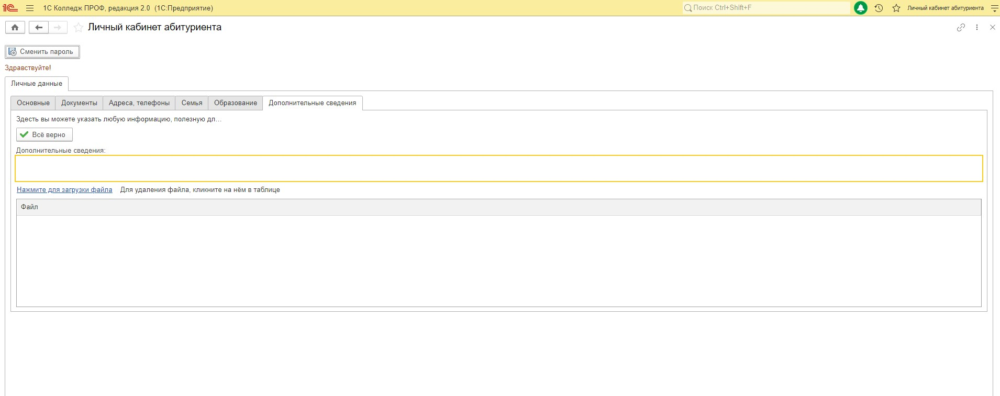 1С 1С Колледж ПРОФ, редакция 2.0 (1С:Предприятие) Поиск Ctrl+Shift+F Личный кабинет абитуриента
Личный кабинет абитуриента
Сменить пароль
Здравствуйте!
Личные данные
Основные Документы Адреса, телефоны Семья Образование Дополнительные сведения
Здесть вы можете указать любую информацию, полезную дл…
Всё верно
Дополнительные сведения:
Нажмите для загрузки файла Для удаления файла, кликните на нём в таблице
Файл